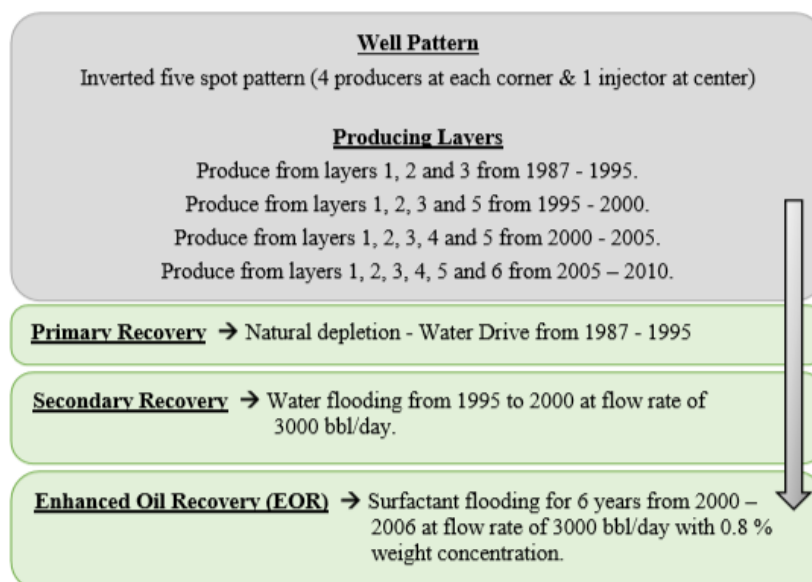 Well Pattern
Inverted five spot pattern (4 producers at each corner & 1 injector at center)
Producing Layers
Produce from layers 1, 2 and 3 from 1987 - 1995.
Produce from layers 1, 2, 3 and 5 from 1995 - 2000.
Produce from layers 1, 2, 3, 4 and 5 from 2000 - 2005.
Produce from layers 1, 2, 3, 4, 5 and 6 from 2005 – 2010.
Primary Recovery → Natural depletion - Water Drive from 1987 - 1995
Secondary Recovery → Water flooding from 1995 to 2000 at flow rate of
3000 bbl/day.
Enhanced Oil Recovery (EOR) → Surfactant flooding for 6 years from 2000 –
2006 at flow rate of 3000 bbl/day with 0.8 %
weight concentration.